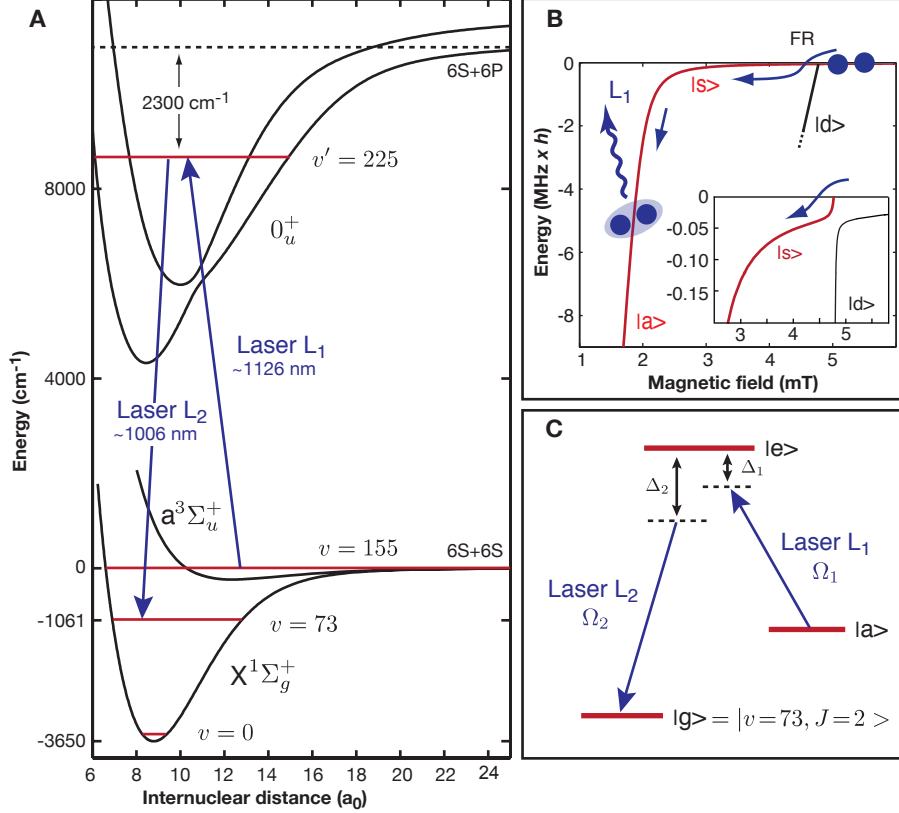 A
6S+6P
2300 cm⁻¹
v′ = 225
8000
0ᵤ⁺
Laser L₁
~1126 nm
4000
Laser L₂
~1006 nm
Energy (cm⁻¹)
a³Σᵤ⁺
v = 155
6S+6S
0
-1061
v = 73
X¹Σg⁺
v = 0
-3650
6 8 10 12 14 16 18 20 22 24
Internuclear distance (a₀)
B
FR
0
|s>
L₁
|d>
-2
-4
-6
-8
Energy (MHz x h)
|a>
0
-0.05
-0.10
-0.15
|s>
|d>
3 4 5
1 2 3 4 5
Magnetic field (mT)
C
|e>
Δ₁
Δ₂
Laser L₁
Ω₁
Laser L₂
Ω₂
|a>
|g> = |v = 73, J = 2 >